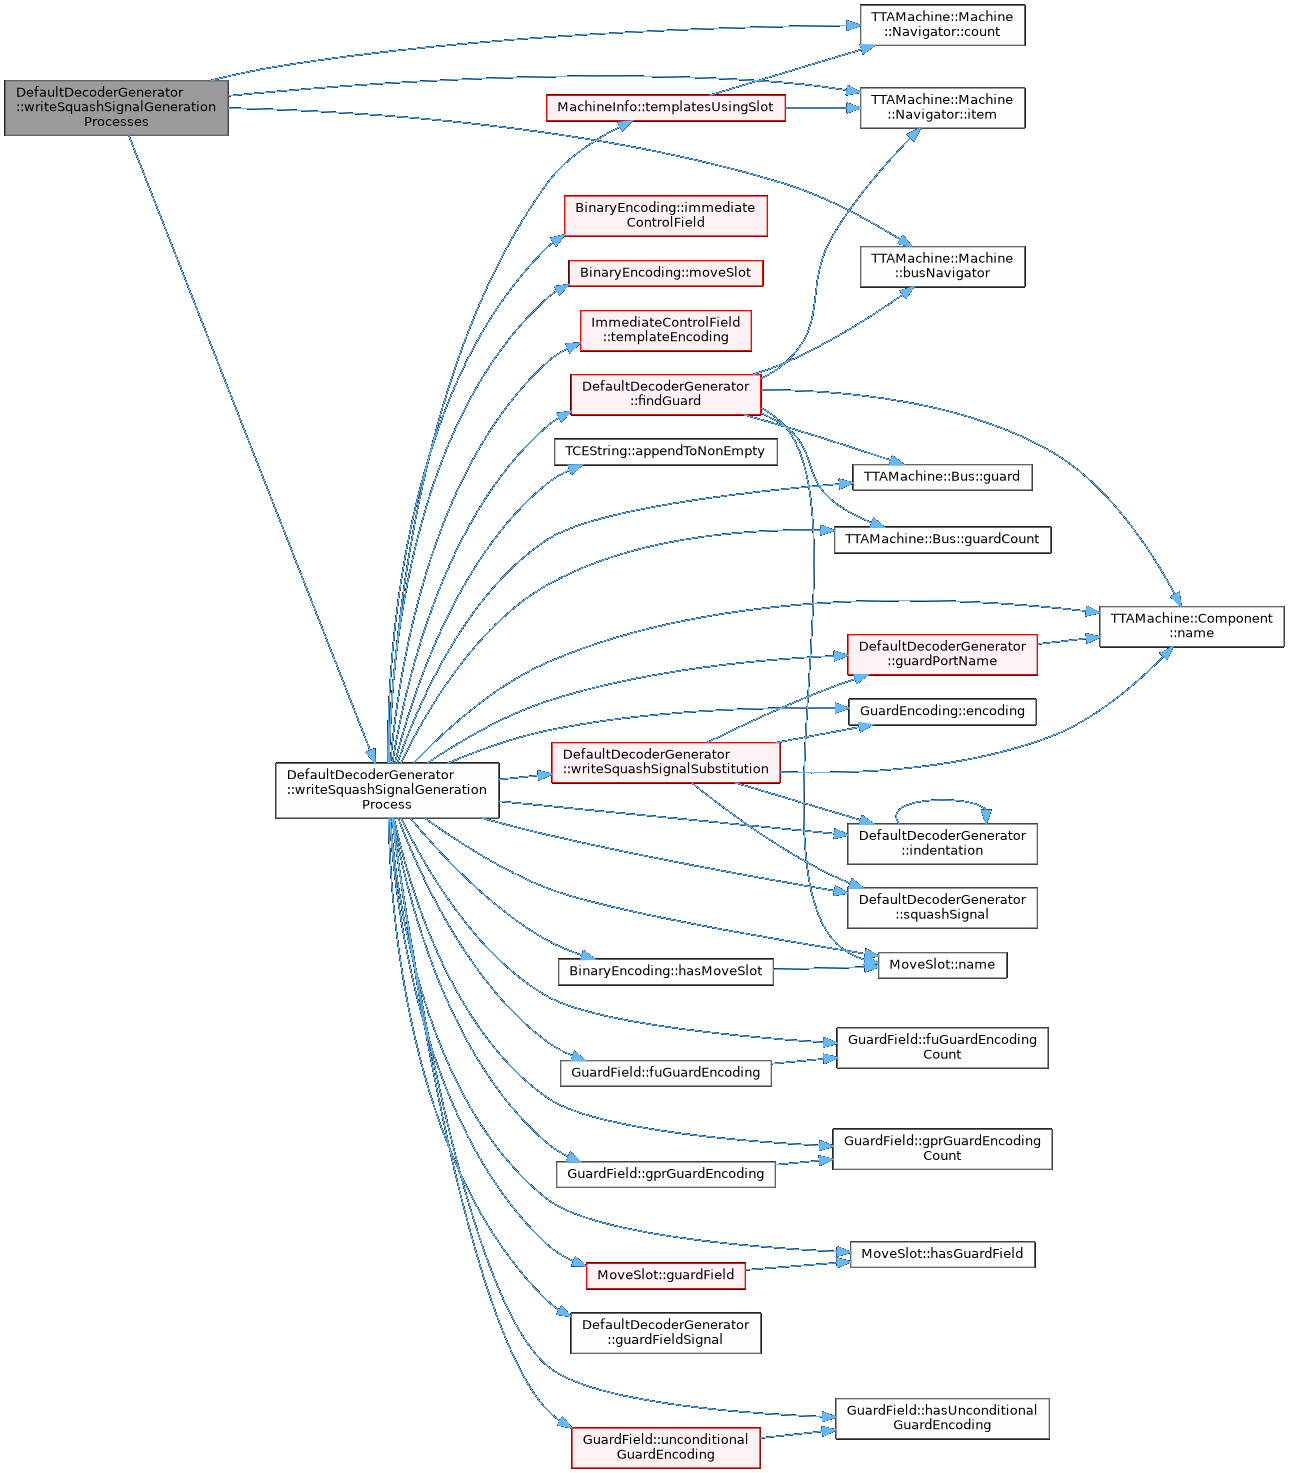 DefaultDecoderGenerator
::writeSquashSignalGeneration
Processes
TTAMachine::Machine
::Navigator::count
MachineInfo::templatesUsingSlot
TTAMachine::Machine
::Navigator::item
BinaryEncoding::immediate
ControlField
BinaryEncoding::moveSlot
TTAMachine::Machine
::busNavigator
ImmediateControlField
::templateEncoding
DefaultDecoderGenerator
::findGuard
TCEString::appendToNonEmpty
TTAMachine::Bus::guard
TTAMachine::Bus::guardCount
TTAMachine::Component
::name
DefaultDecoderGenerator
::guardPortName
GuardEncoding::encoding
DefaultDecoderGenerator
::writeSquashSignalSubstitution
DefaultDecoderGenerator
::writeSquashSignalGeneration
Process
DefaultDecoderGenerator
::indentation
DefaultDecoderGenerator
::squashSignal
BinaryEncoding::hasMoveSlot
MoveSlot::name
GuardField::fuGuardEncoding
Count
GuardField::fuGuardEncoding
GuardField::gprGuardEncoding
Count
GuardField::gprGuardEncoding
MoveSlot::hasGuardField
MoveSlot::guardField
DefaultDecoderGenerator
::guardFieldSignal
GuardField::hasUnconditional
GuardEncoding
GuardField::unconditional
GuardEncoding